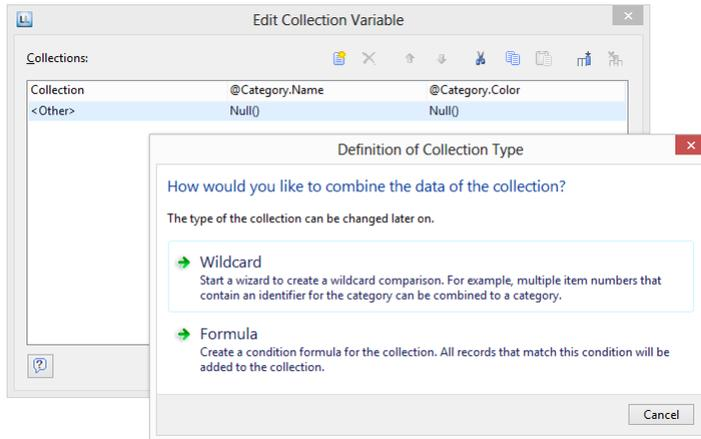 LL
Edit Collection Variable
Collections:
Collection @Category.Name @Category.Color
<Other> Null() Null()
Definition of Collection Type
How would you like to combine the data of the collection?
The type of the collection can be changed later on.
Wildcard
Start a wizard to create a wildcard comparison. For example, multiple item numbers that
contain an identifier for the category can be combined to a category.
Formula
Create a condition formula for the collection. All records that match this condition will be
added to the collection.
Cancel